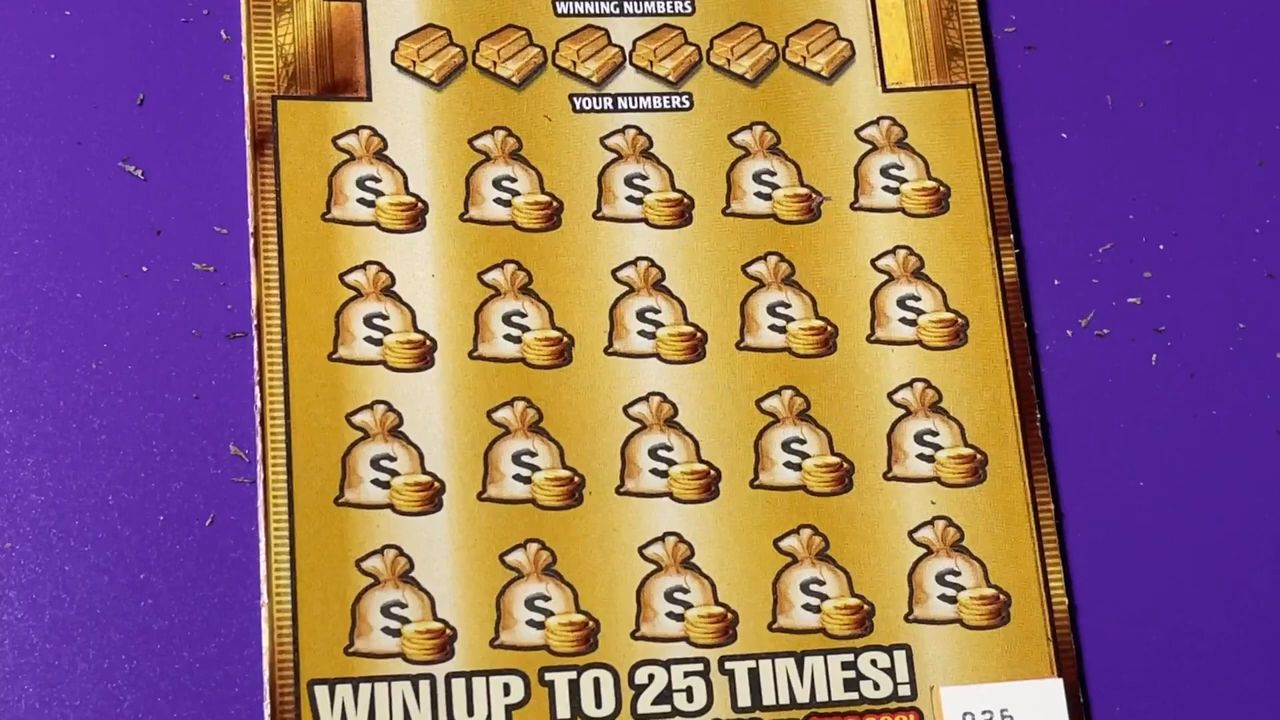 WINNING NUMBERS
YOUR NUMBERS
$ $ $ $ $
$ $ $ $ $
$ $ $ $ $
$ $ $ $ $
WIN UP TO 25 TIMES!